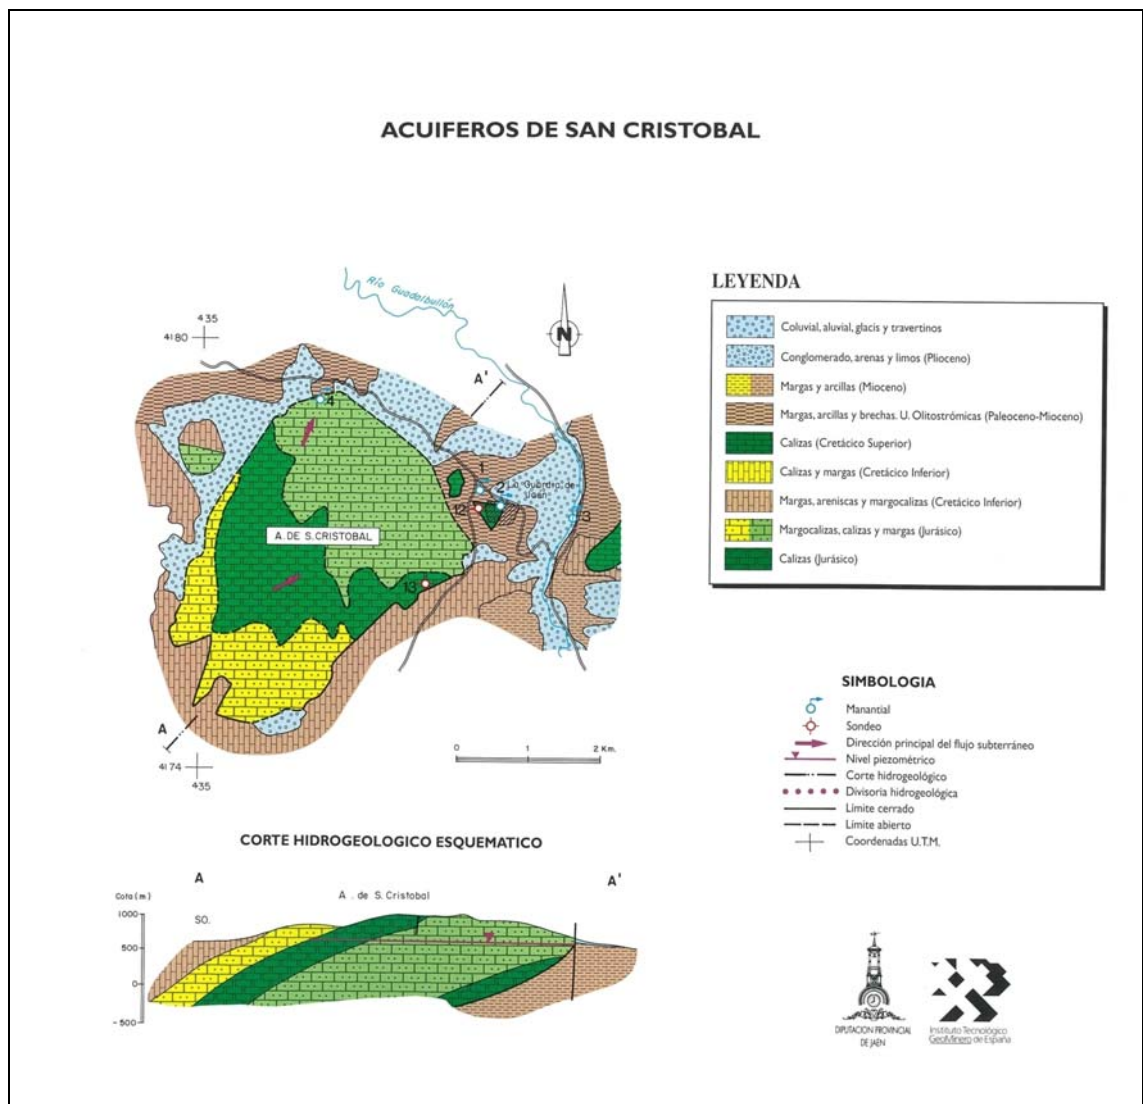 ACUIFEROS DE SAN CRISTOBAL
Río Guadalbullón
435
4180
N
A'
4
1
La Guardia de
Jaén
2
12
3
A. DE S. CRISTOBAL
13
A
4174
435
0 1 2 Km.
LEYENDA
Coluvial, aluvial, glacis y travertinos
Conglomerado, arenas y limos (Plioceno)
Margas y arcillas (Mioceno)
Margas, arcillas y brechas. U. Olitostrómicas (Paleoceno-Mioceno)
Calizas (Cretácico Superior)
Calizas y margas (Cretácico Inferior)
Margas, areniscas y margocalizas (Cretácico Inferior)
Margocalizas, calizas y margas (Jurásico)
Calizas (Jurásico)
SIMBOLOGIA
Manantial
Sondeo
Dirección principal del flujo subterráneo
Nivel piezométrico
Corte hidrogeológico
Divisoria hidrogeológica
Límite cerrado
Límite abierto
Coordenadas U.T.M.
CORTE HIDROGEOLOGICO ESQUEMATICO
A
A'
Cota (m)
A. de S. Cristobal
SO.
1000
500
0
-500
DIPUTACION PROVINCIAL
DE JAÉN
Instituto Tecnológico
GeoMinero de España